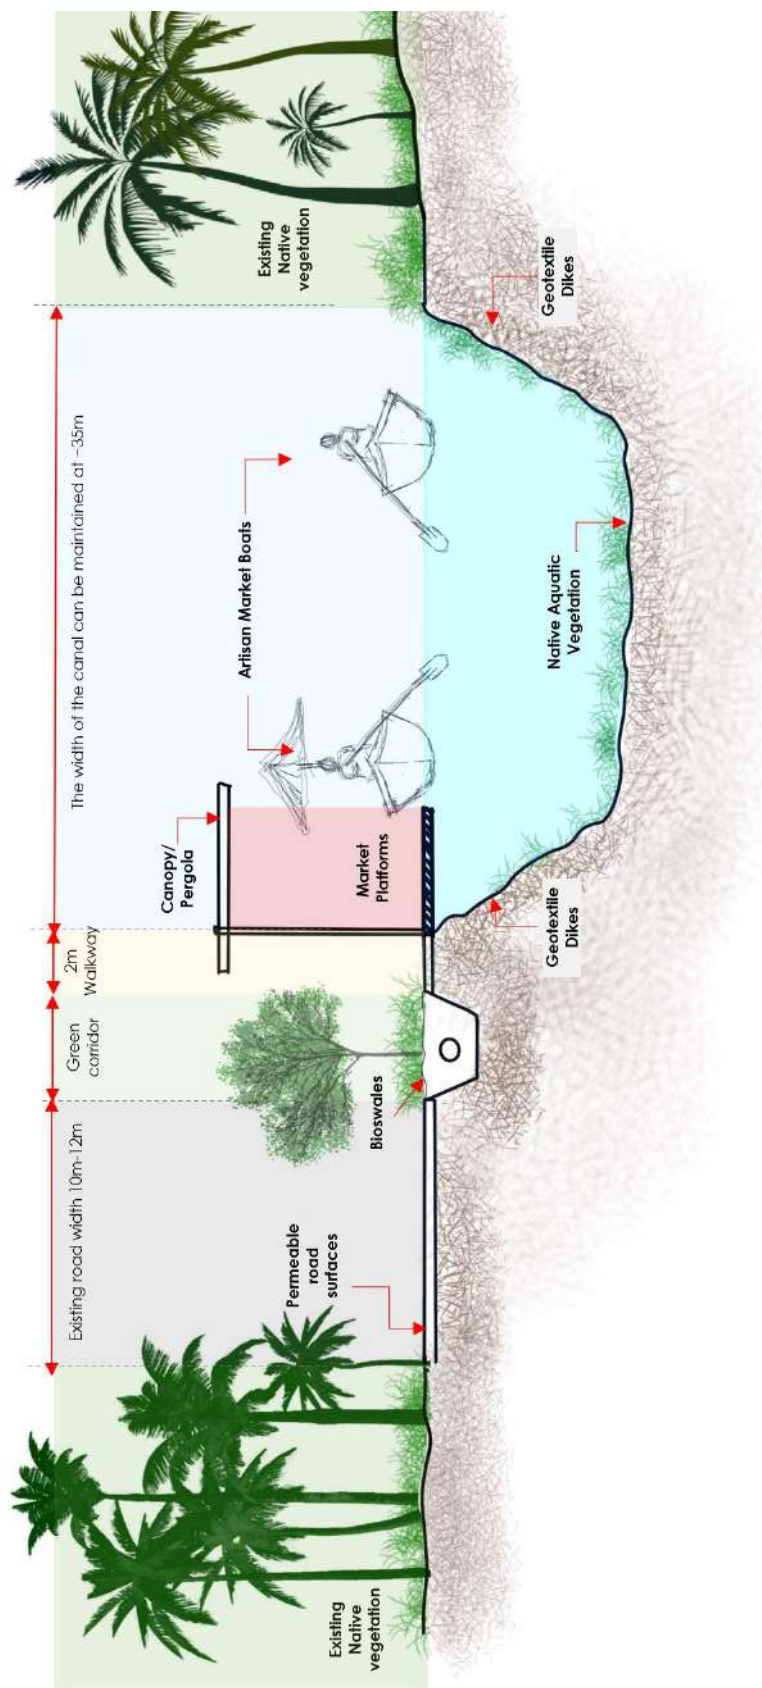 Existing road width 10m-12m
Green
corridor
2m
Walkway
The width of the canal can be maintained at ~35m
Existing
Native
vegetation
Permeable
road
surfaces
Bioswales
Canopy/
Pergola
Market
Platforms
Artisan Market Boats
Existing
Native
vegetation
Geotextile
Dikes
Native Aquatic
Vegetation
Geotextile
Dikes